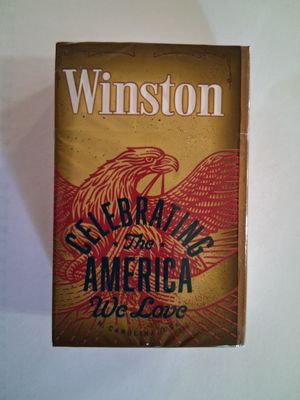 Winston
CELEBRATING
The
AMERICA
We Love